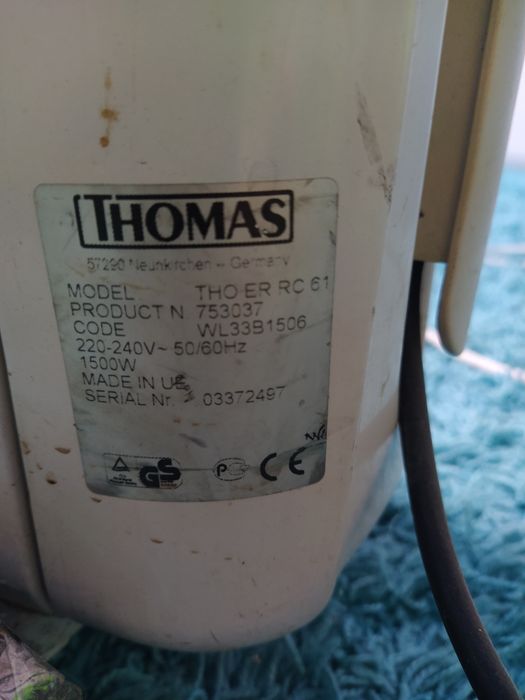 THOMAS
57290 Neunkirchen – Germany
MODEL THO ER RC 61
PRODUCT N 753037
CODE WL33B1506
220-240V~ 50/60Hz
1500W
MADE IN UE
SERIAL Nr. 03372497
GS
CE